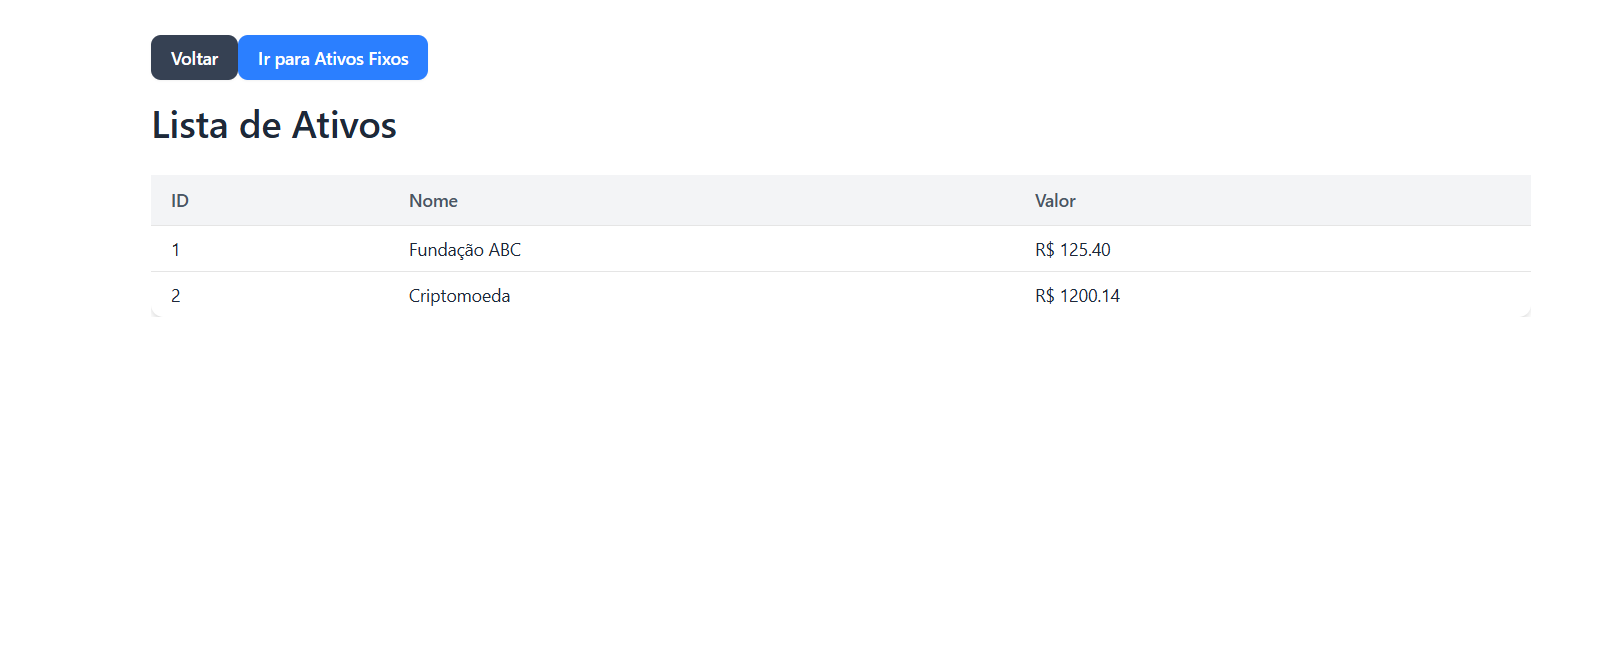 Voltar Ir para Ativos Fixos
Lista de Ativos
ID Nome Valor
1 Fundação ABC R$ 125.40
2 Criptomoeda R$ 1200.14